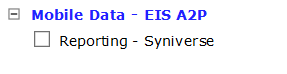 Mobile Data - EIS A2P
Reporting - Syniverse